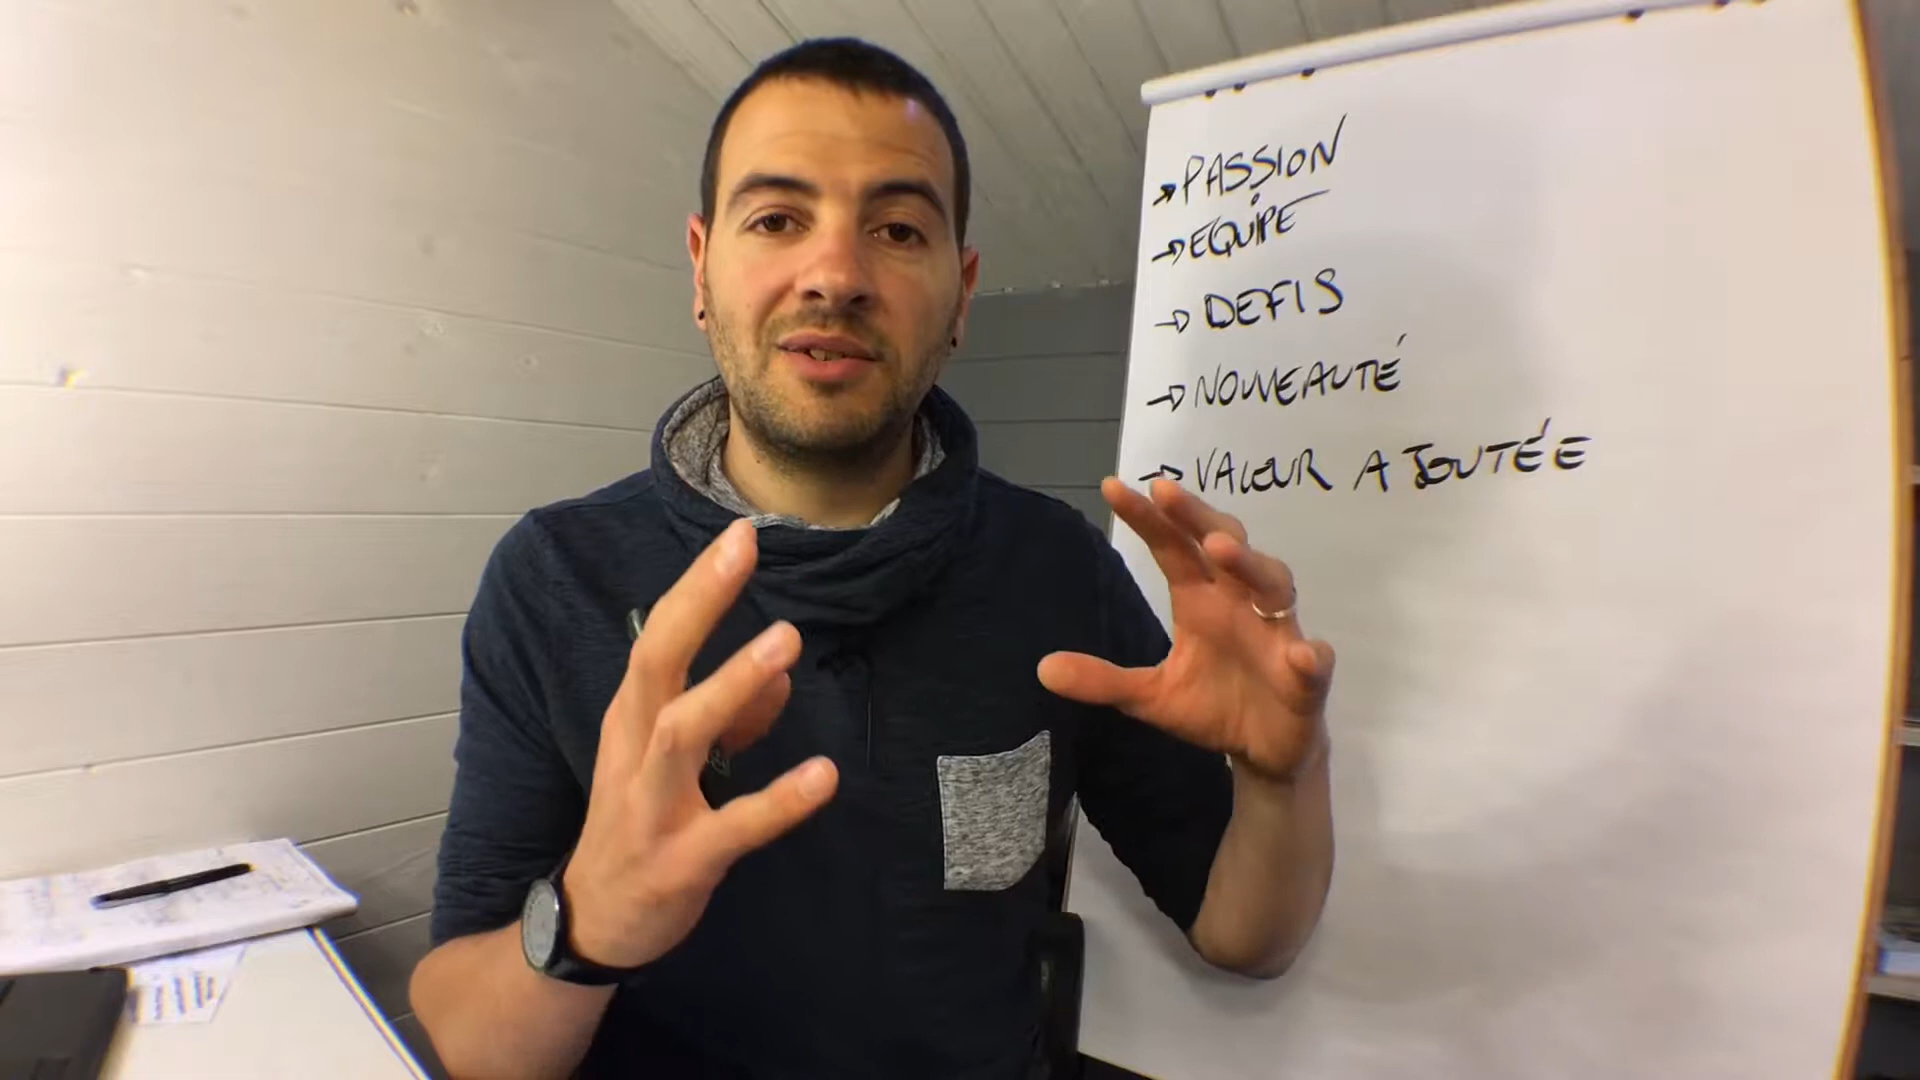 → PASSION
→ EQUIPE
→ DEFIS
→ NOUVEAUTÉ
→ VALEUR AJOUTÉE